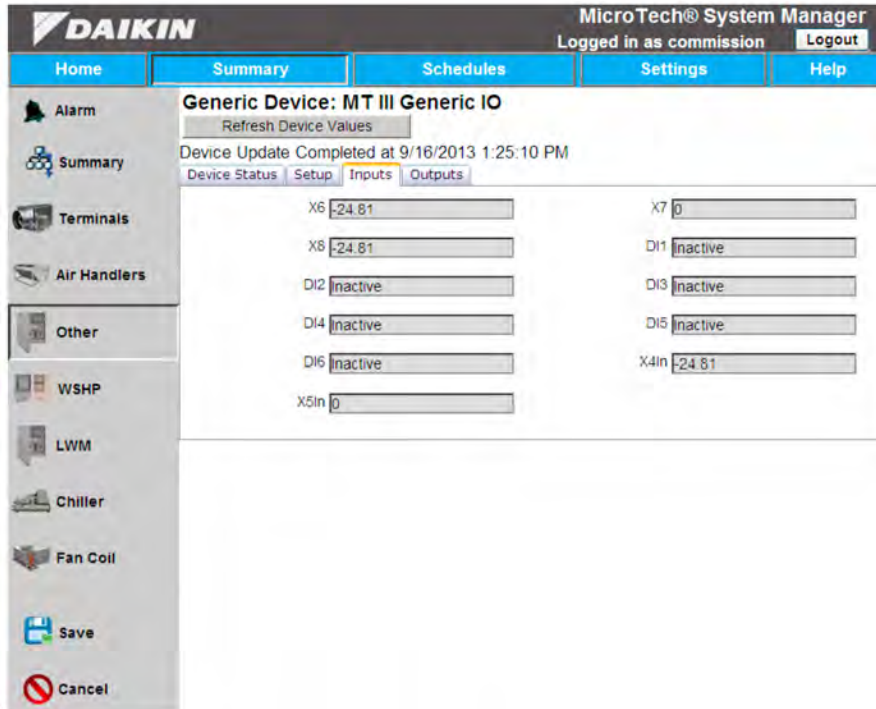 DAIKIN
MicroTech® System Manager
Logged in as commission Logout
Home Summary Schedules Settings Help
Alarm
Summary
Terminals
Air Handlers
Other
WSHP
LWM
Chiller
Fan Coil
Save
Cancel
Generic Device: MT III Generic IO
Refresh Device Values
Device Update Completed at 9/16/2013 1:25:10 PM
Device Status Setup Inputs Outputs
X6 -24.81 X7 0
X8 -24.81 DI1 Inactive
DI2 Inactive DI3 Inactive
DI4 Inactive DI5 Inactive
DI6 Inactive X4In -24.81
X5In 0